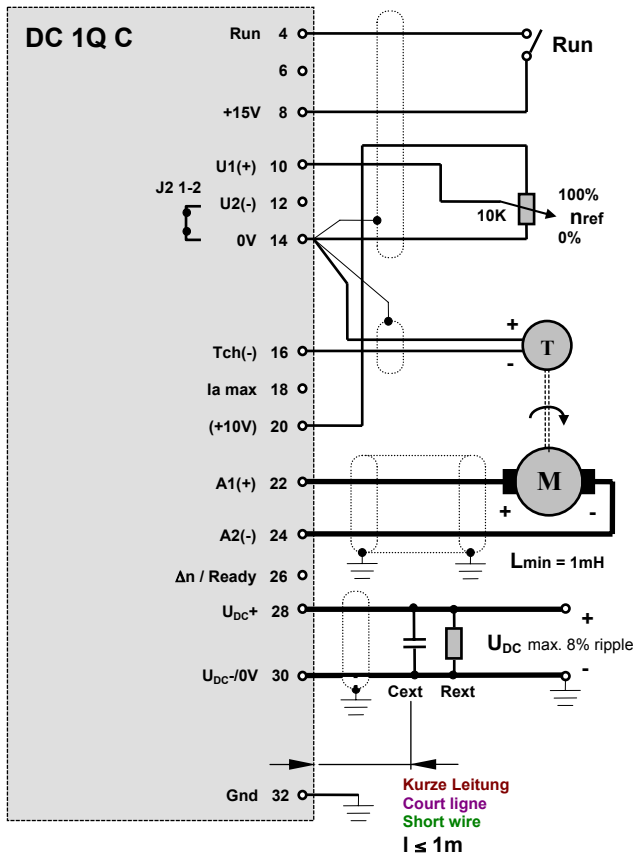 DC 1Q C
Run 4
Run
6
+15V 8
U1(+) 10
J2 1-2
U2(-) 12
10K
100%
nref
0%
0V 14
+
T
-
Tch(-) 16
Ia max 18
(+10V) 20
A1(+) 22
M
+ -
A2(-) 24
Lmin = 1mH
Δn / Ready 26
UDC+ 28
+
UDC max. 8% ripple
-
UDC-/0V 30
Cext Rext
Kurze Leitung
Court ligne
Short wire
Gnd 32
l ≤ 1m